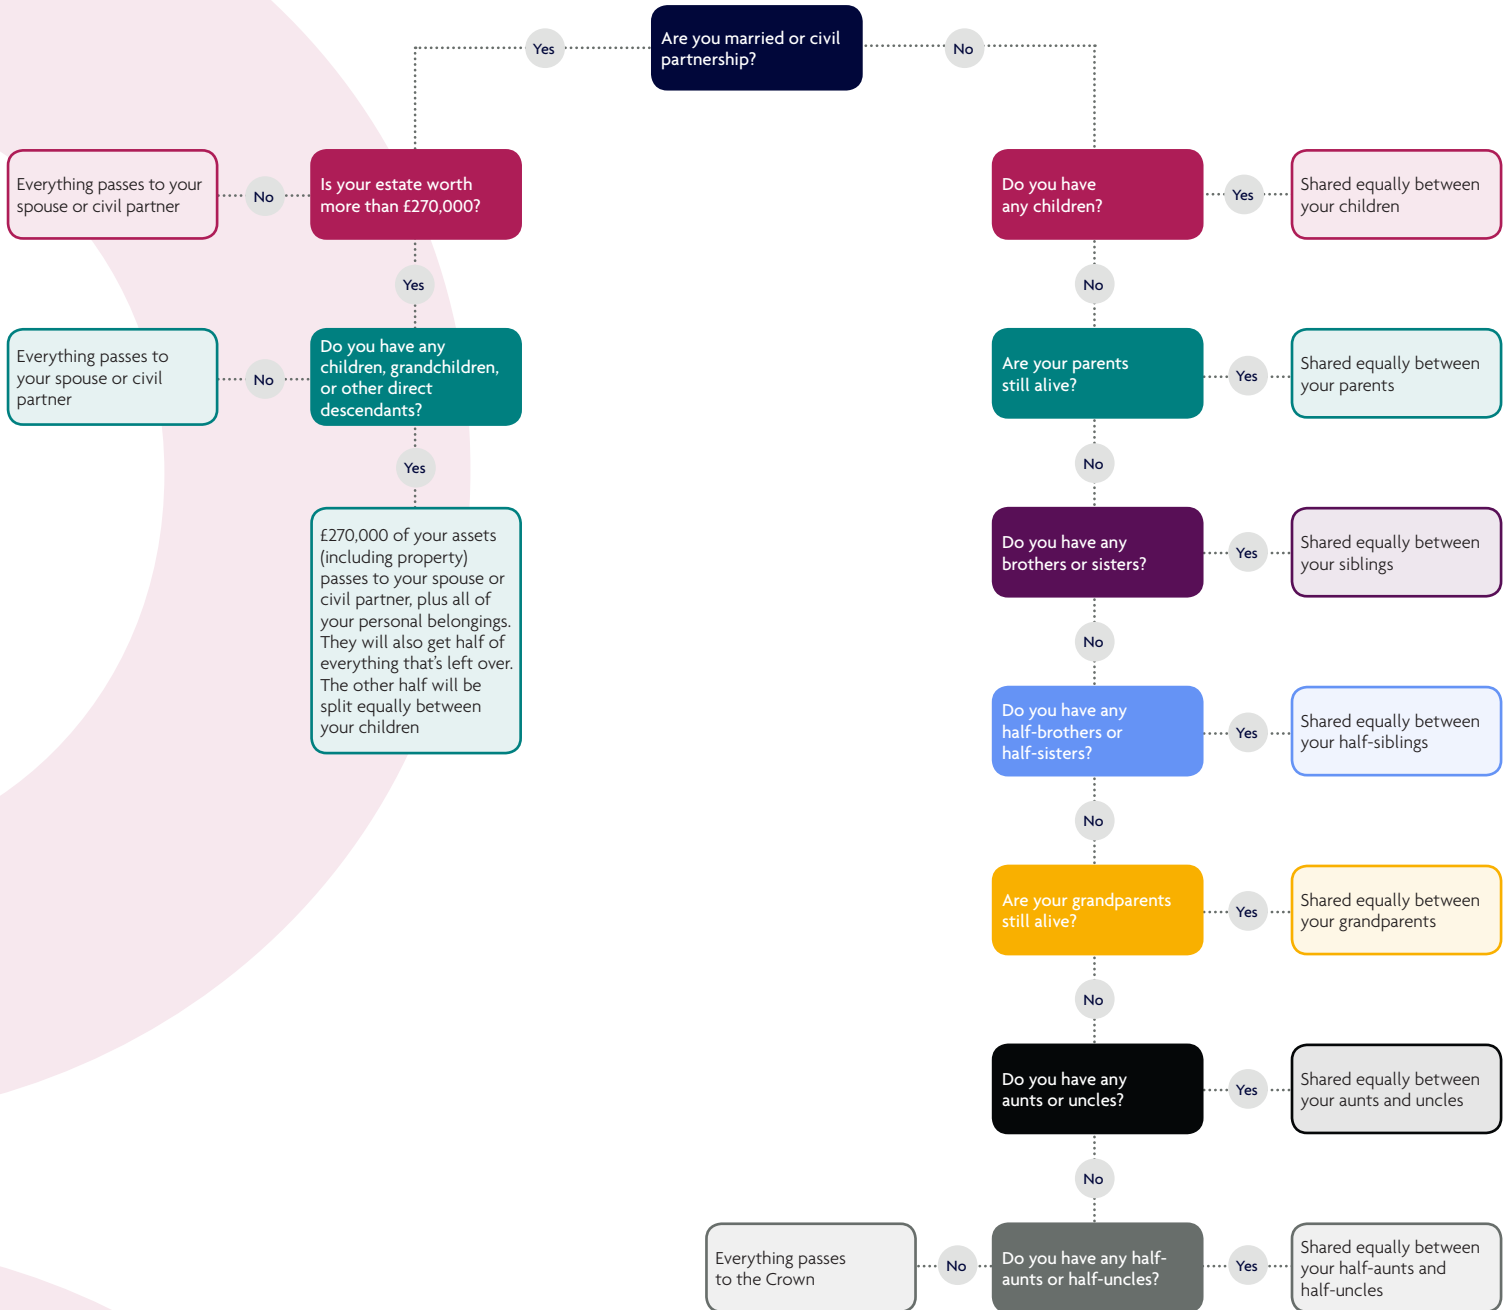 Are you married or civil
partnership?
Yes
No
Everything passes to your
spouse or civil partner
No
Is your estate worth
more than £270,000?
Yes
Everything passes to
your spouse or civil
partner
No
Do you have any
children, grandchildren,
or other direct
descendants?
Yes
£270,000 of your assets
(including property)
passes to your spouse or
civil partner, plus all of
your personal belongings.
They will also get half of
everything that's left over.
The other half will be
split equally between
your children
Do you have
any children?
Yes
Shared equally between
your children
No
Are your parents
still alive?
Yes
Shared equally between
your parents
No
Do you have any
brothers or sisters?
Yes
Shared equally between
your siblings
No
Do you have any
half-brothers or
half-sisters?
Yes
Shared equally between
your half-siblings
No
Are your grandparents
still alive?
Yes
Shared equally between
your grandparents
No
Do you have any
aunts or uncles?
Yes
Shared equally between
your aunts and uncles
No
Do you have any half-
aunts or half-uncles?
Yes
Shared equally between
your half-aunts and
half-uncles
No
Everything passes
to the Crown